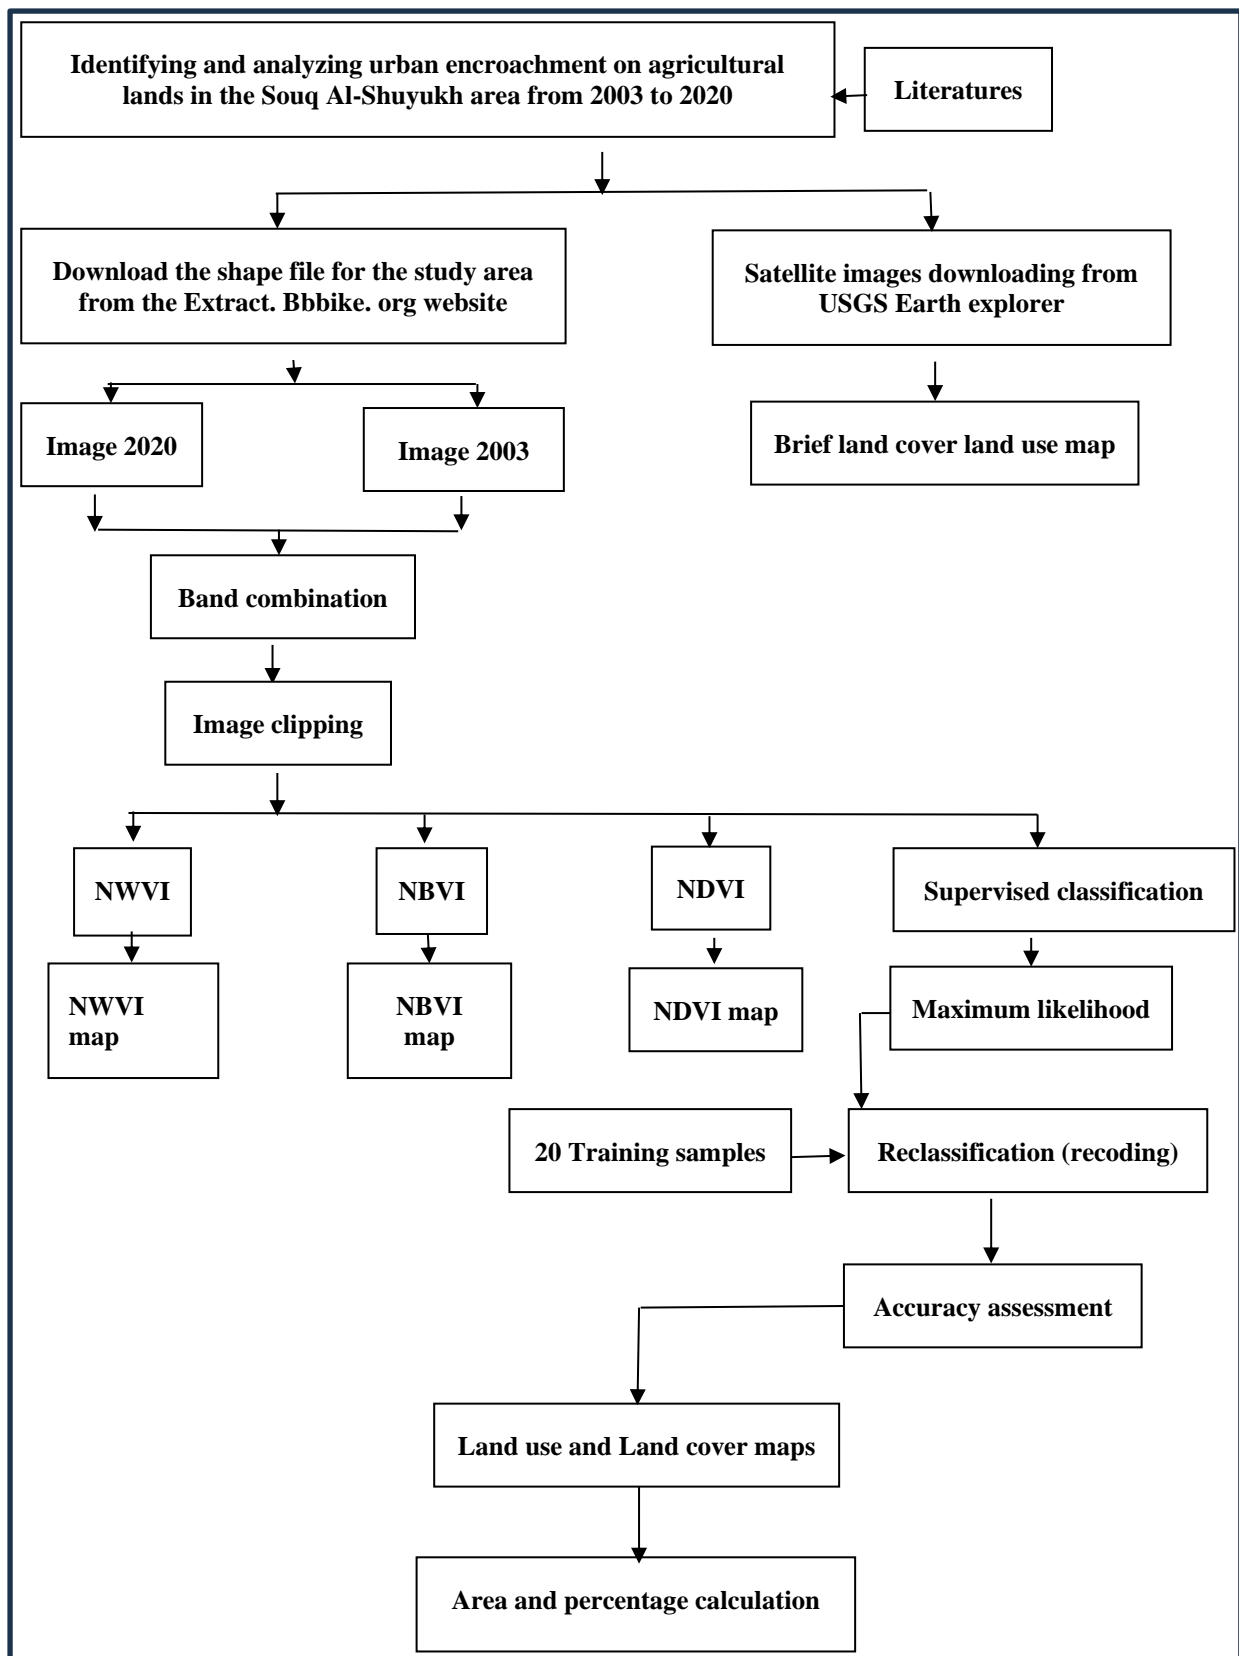 Identifying and analyzing urban encroachment on agricultural
lands in the Souq Al-Shuyukh area from 2003 to 2020
Literatures
Download the shape file for the study area
from the Extract. Bbbike. org website
Satellite images downloading from
USGS Earth explorer
Image 2020
Image 2003
Brief land cover land use map
Band combination
Image clipping
NWVI
NBVI
NDVI
Supervised classification
NWVI
map
NBVI
map
NDVI map
Maximum likelihood
20 Training samples
Reclassification (recoding)
Accuracy assessment
Land use and Land cover maps
Area and percentage calculation